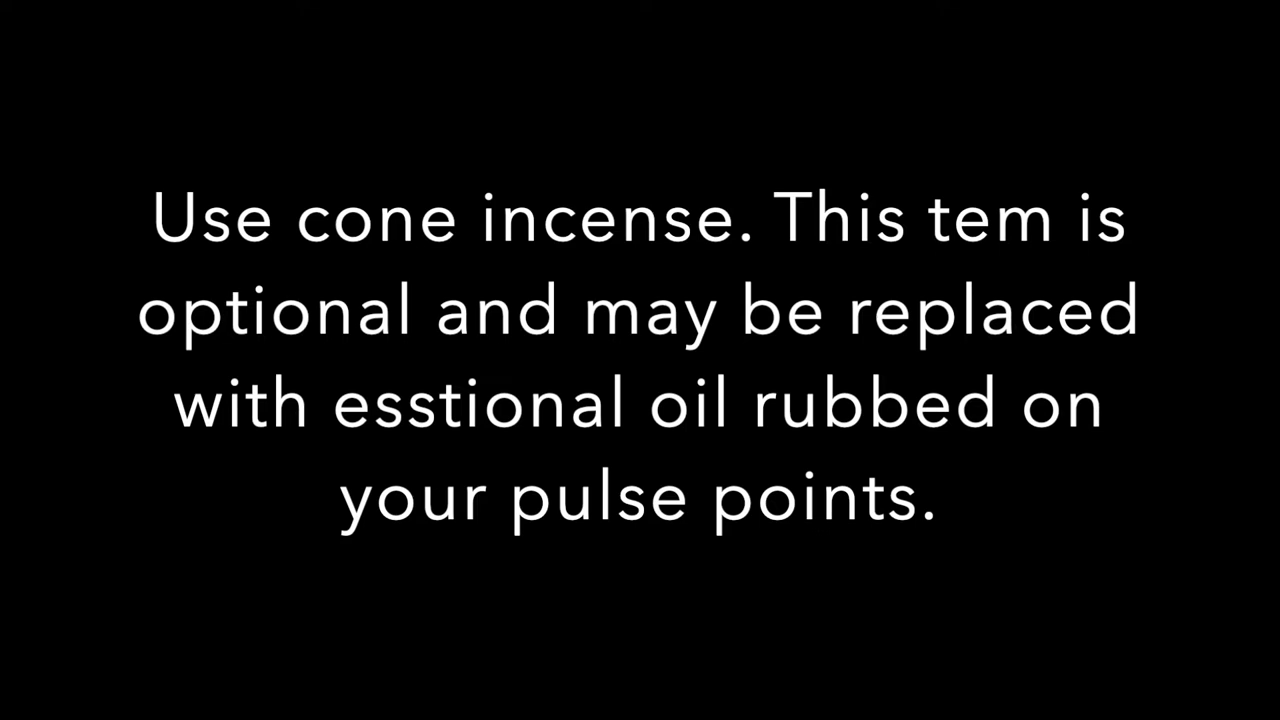 Use cone incense. This tem is
optional and may be replaced
with esstional oil rubbed on
your pulse points.